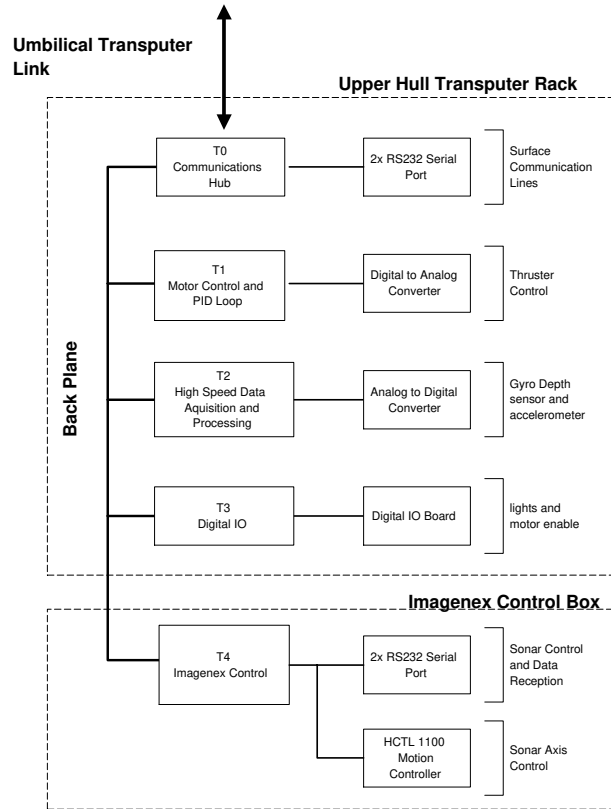 Umbilical Transputer
Link
Upper Hull Transputer Rack
T0
Communications
Hub
2x RS232 Serial
Port
Surface
Communication
Lines
T1
Motor Control and
PID Loop
Digital to Analog
Converter
Thruster
Control
Back Plane
T2
High Speed Data
Aquisition and
Processing
Analog to Digital
Converter
Gyro Depth
sensor and
accelerometer
T3
Digital IO
Digital IO Board
lights and
motor enable
Imagenex Control Box
T4
Imagenex Control
2x RS232 Serial
Port
Sonar Control
and Data
Reception
HCTL 1100
Motion
Controller
Sonar Axis
Control